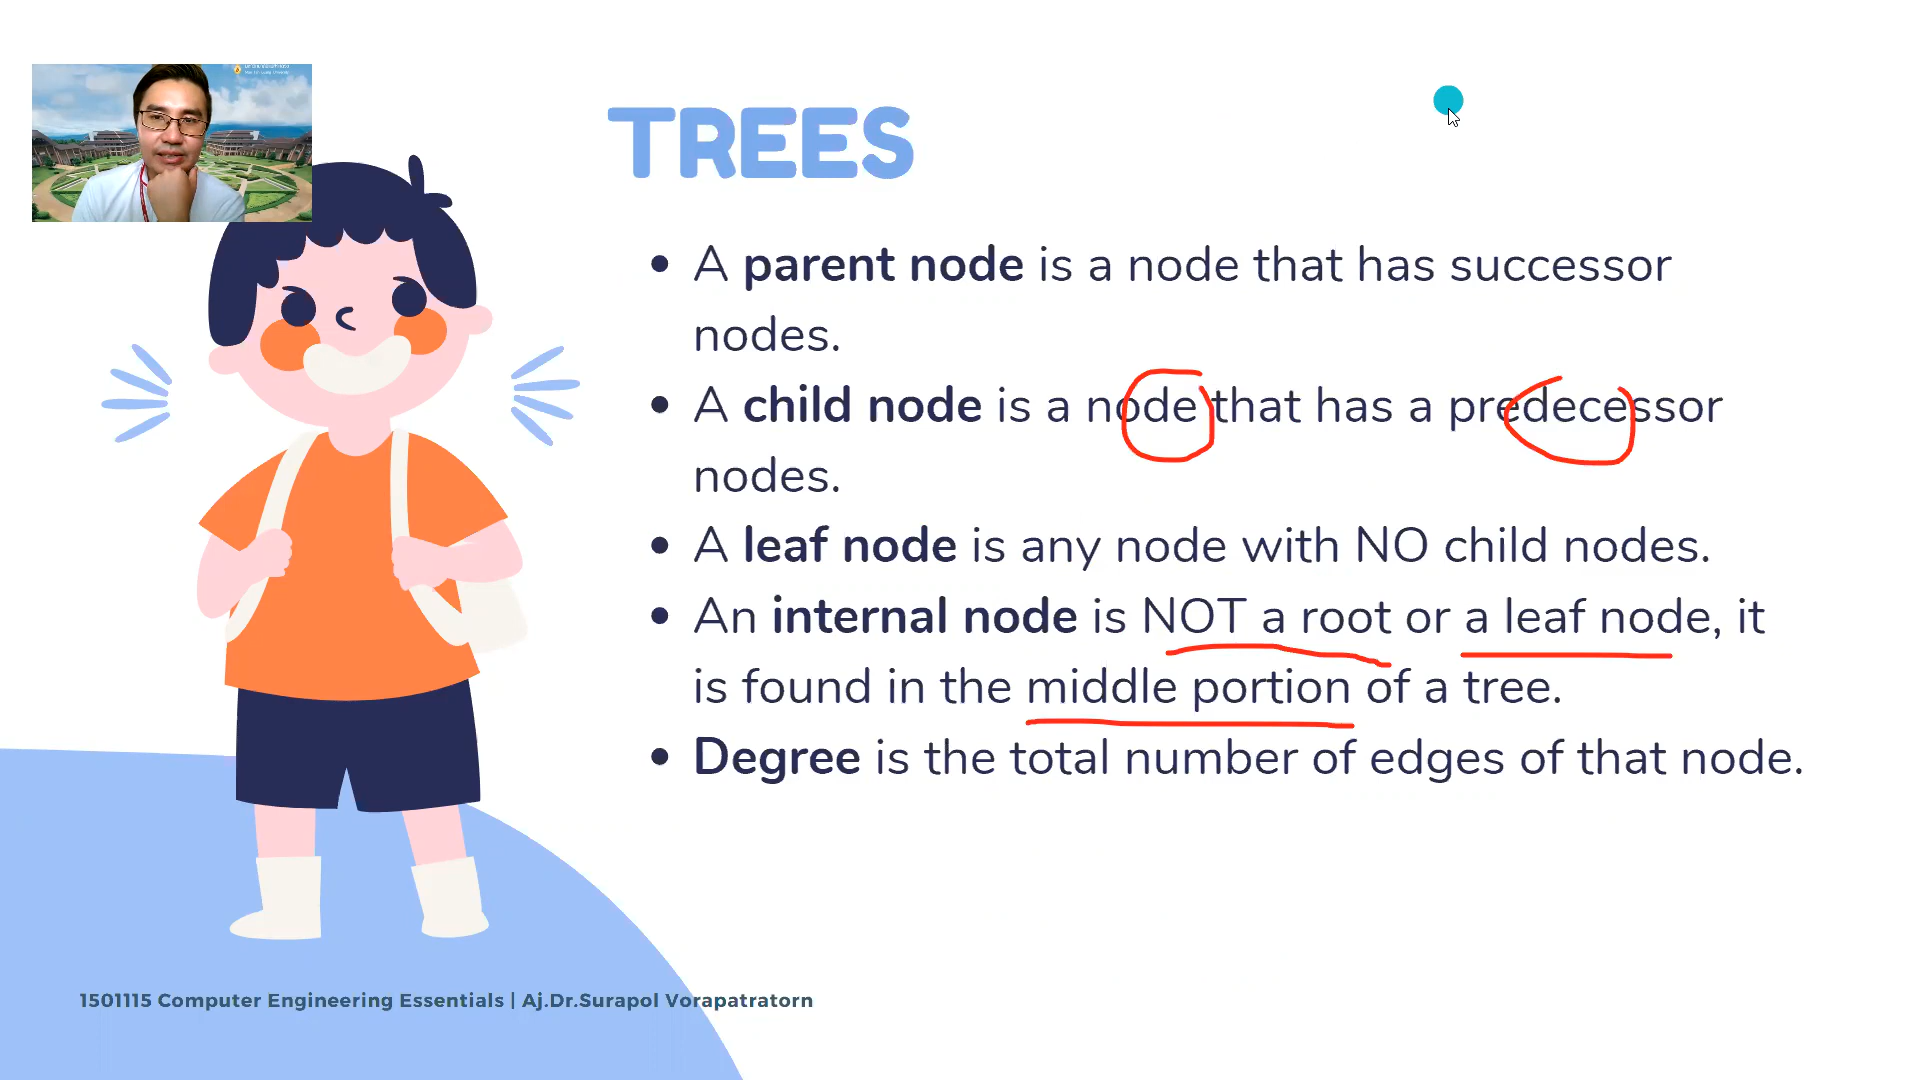 TREES
• A parent node is a node that has successor
nodes.
• A child node is a node that has a predecessor
nodes.
• A leaf node is any node with NO child nodes.
• An internal node is NOT a root or a leaf node, it
is found in the middle portion of a tree.
• Degree is the total number of edges of that node.
1501115 Computer Engineering Essentials | Aj.Dr.Surapol Vorapatratorn